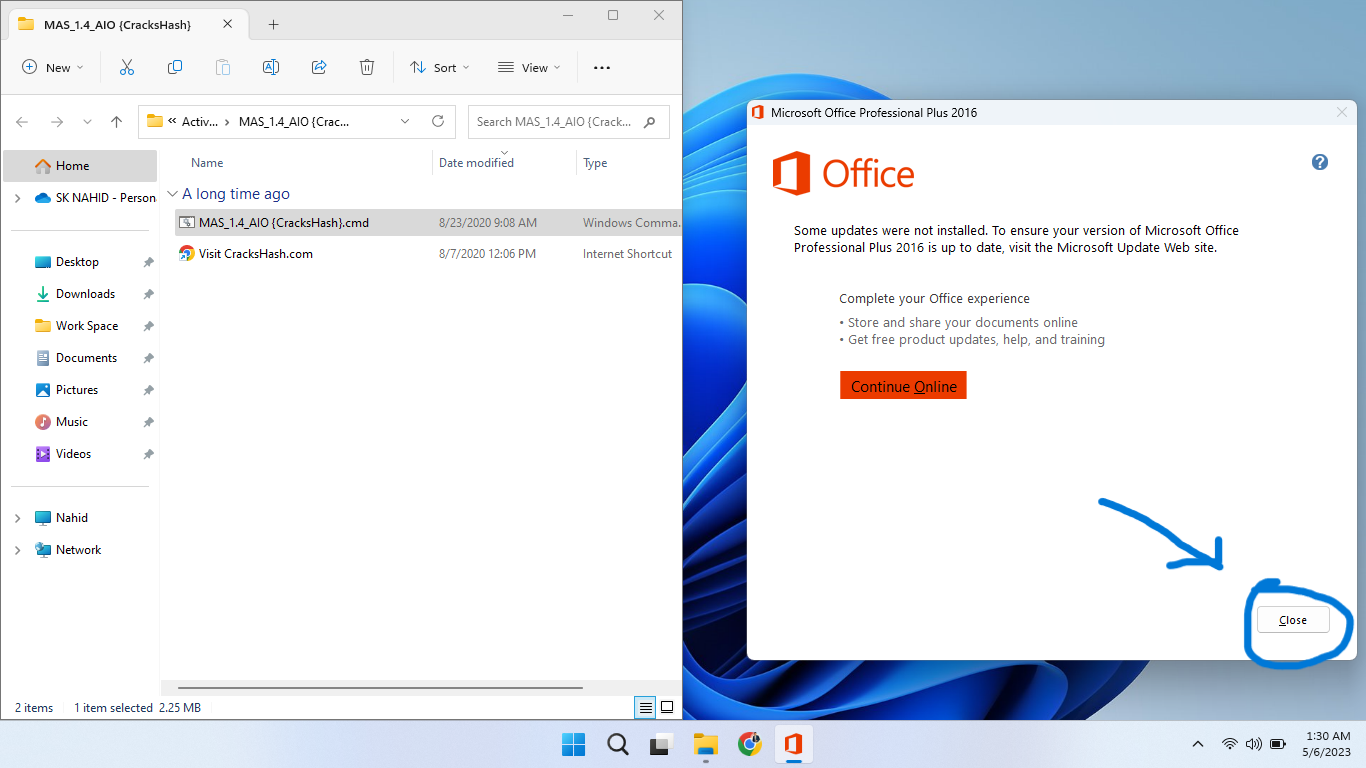 MAS_1.4_AIO {CracksHash}
New
Sort
View
Activ...
MAS_1.4_AIO {Crac...
Search MAS_1.4_AIO {Crack...
Home
SK NAHID - Persona
Desktop
Downloads
Work Space
Documents
Pictures
Music
Videos
Nahid
Network
Name Date modified Type
A long time ago
MAS_1.4_AIO {CracksHash}.cmd 8/23/2020 9:08 AM Windows Comma...
Visit CracksHash.com 8/7/2020 12:06 PM Internet Shortcut
2 items 1 item selected 2.25 MB
Microsoft Office Professional Plus 2016
Office
Some updates were not installed. To ensure your version of Microsoft Office
Professional Plus 2016 is up to date, visit the Microsoft Update Web site.
Complete your Office experience
• Store and share your documents online
• Get free product updates, help, and training
Continue Online
Close
1:30 AM
5/6/2023